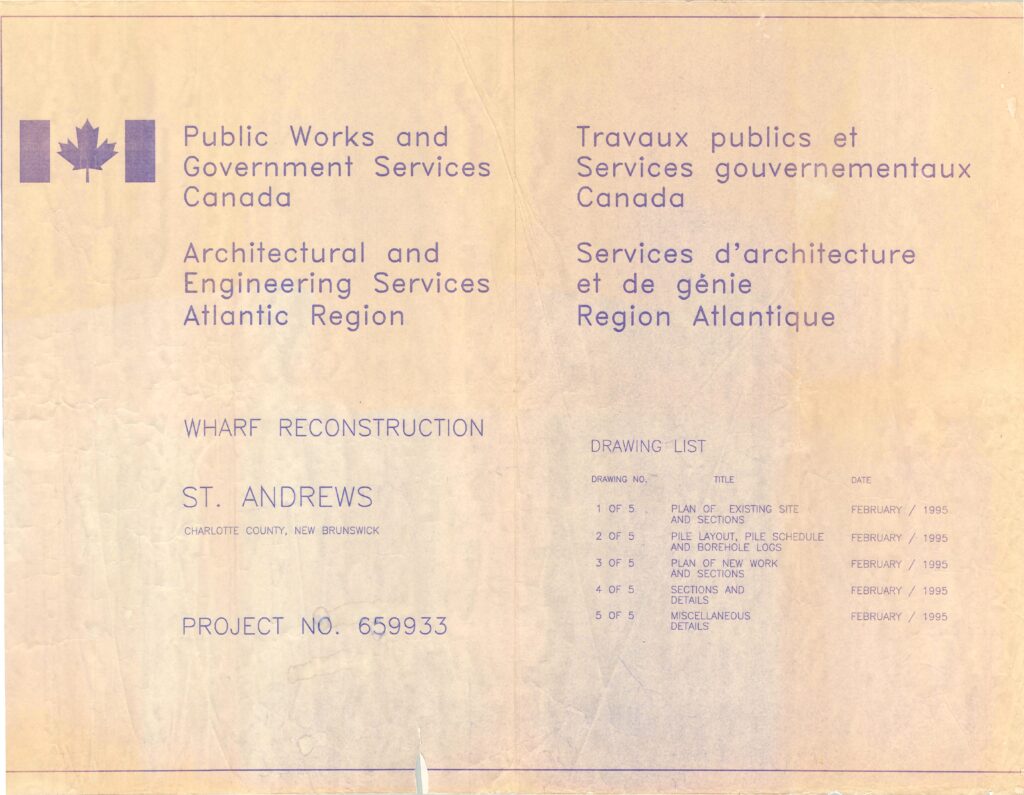 Public Works and
Government Services
Canada
Architectural and
Engineering Services
Atlantic Region
Travaux publics et
Services gouvernementaux
Canada
Services d'architecture
et de génie
Region Atlantique
WHARF RECONSTRUCTION
ST. ANDREWS
CHARLOTTE COUNTY, NEW BRUNSWICK
PROJECT NO. 659933
DRAWING LIST
DRAWING NO. TITLE DATE
1 OF 5 PLAN OF EXISTING SITE FEBRUARY / 1995
AND SECTIONS
2 OF 5 PILE LAYOUT, PILE SCHEDULE FEBRUARY / 1995
AND BOREHOLE LOGS
3 OF 5 PLAN OF NEW WORK FEBRUARY / 1995
AND SECTIONS
4 OF 5 SECTIONS AND FEBRUARY / 1995
DETAILS
5 OF 5 MISCELLANEOUS FEBRUARY / 1995
DETAILS